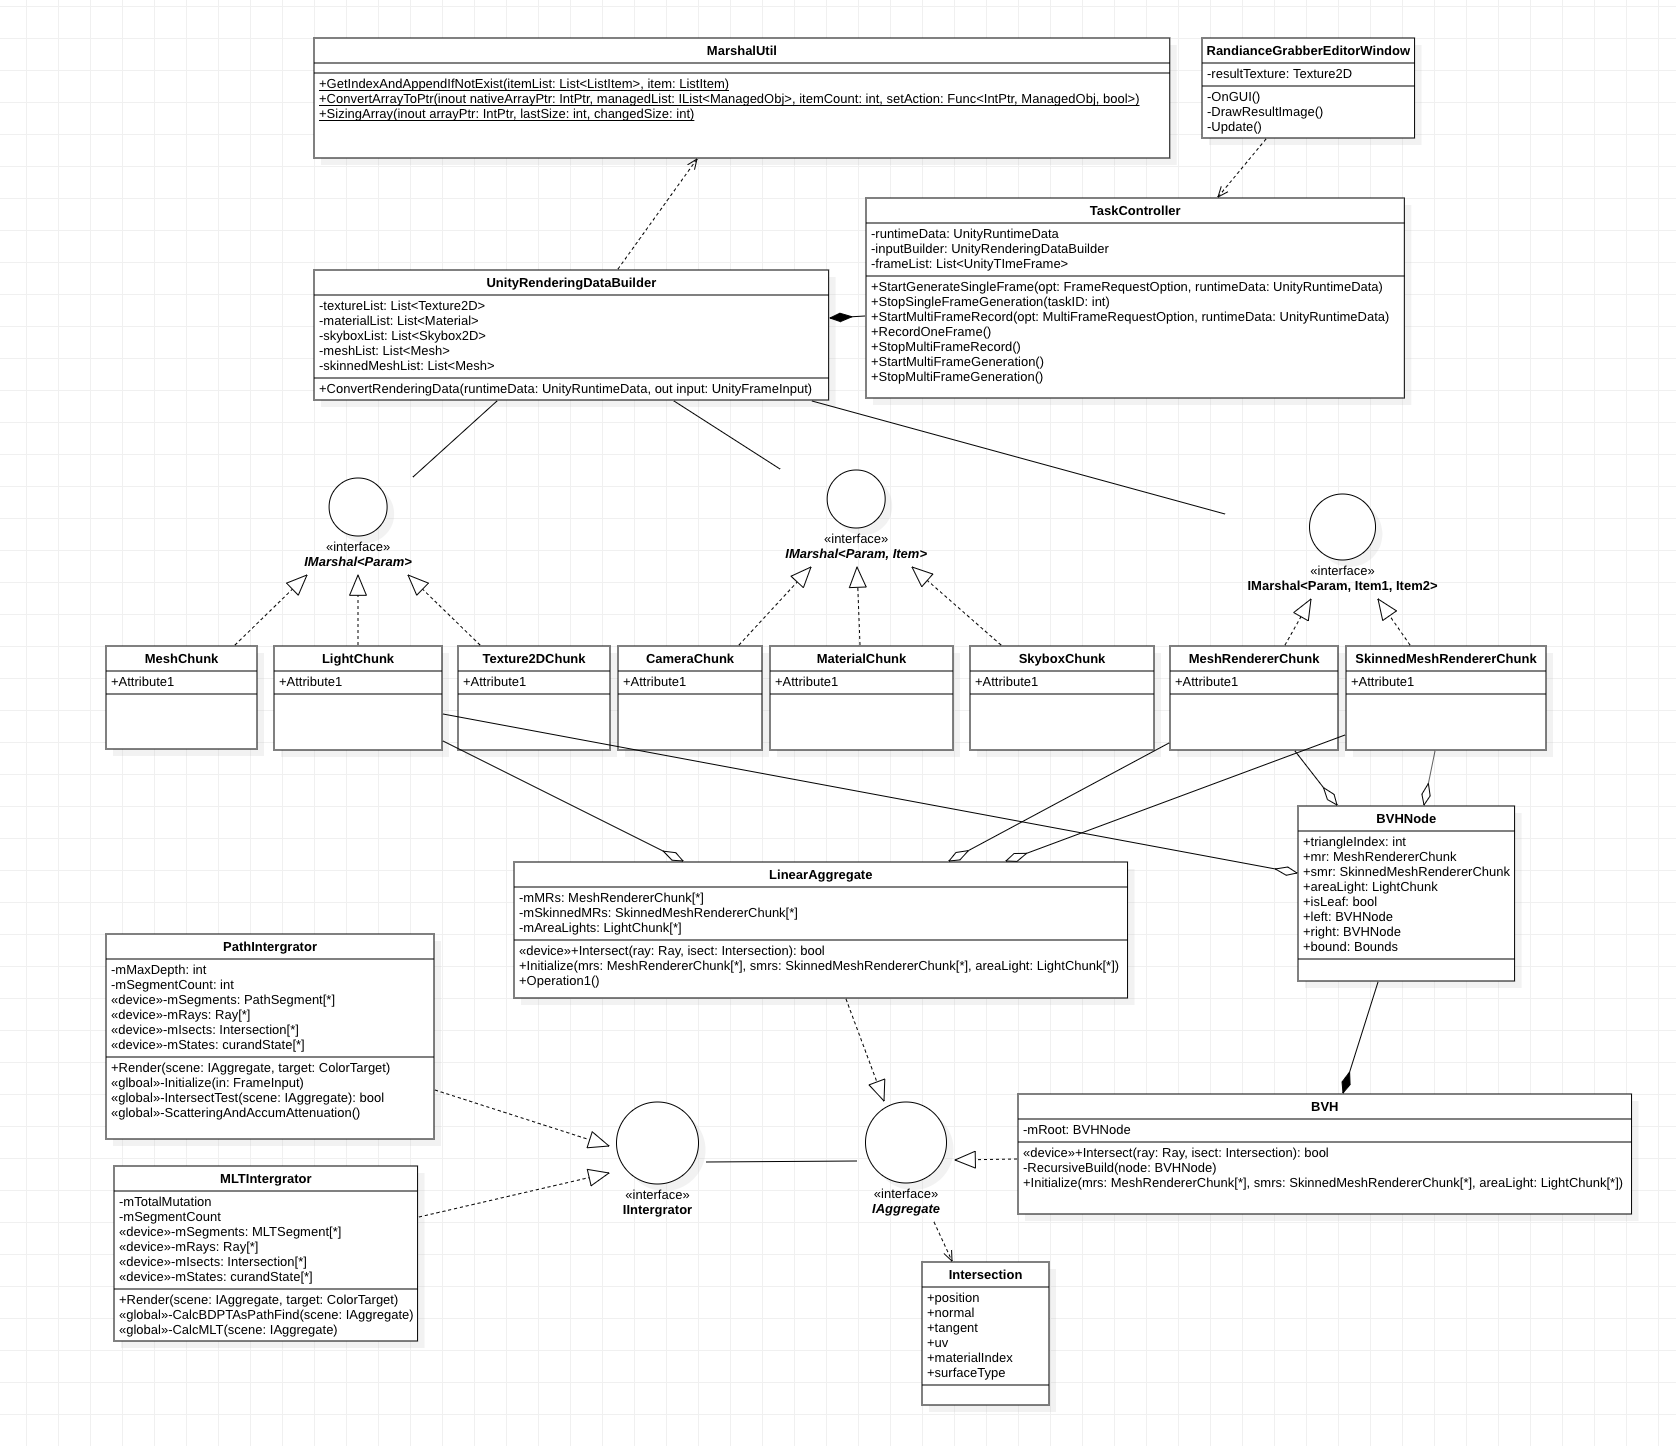 MarshalUtil
+GetIndexAndAppendIfNotExist(itemList: List<ListItem>, item: ListItem)
+ConvertArrayToPtr(inout nativeArrayPtr: IntPtr, managedList: IList<ManagedObj>, itemCount: int, setAction: Func<IntPtr, ManagedObj, bool>)
+SizingArray(inout arrayPtr: IntPtr, lastSize: int, changedSize: int)
RandianceGrabberEditorWindow
-resultTexture: Texture2D
-OnGUI()
-DrawResultImage()
-Update()
TaskController
-runtimeData: UnityRuntimeData
-inputBuilder: UnityRenderingDataBuilder
-frameList: List<UnityTImeFrame>
+StartGenerateSingleFrame(opt: FrameRequestOption, runtimeData: UnityRuntimeData)
+StopSingleFrameGeneration(taskID: int)
+StartMultiFrameRecord(opt: MultiFrameRequestOption, runtimeData: UnityRuntimeData)
+RecordOneFrame()
+StopMultiFrameRecord()
+StartMultiFrameGeneration()
+StopMultiFrameGeneration()
UnityRenderingDataBuilder
-textureList: List<Texture2D>
-materialList: List<Material>
-skyboxList: List<Skybox2D>
-meshList: List<Mesh>
-skinnedMeshList: List<Mesh>
+ConvertRenderingData(runtimeData: UnityRuntimeData, out input: UnityFrameInput)
«interface»
IMarshal<Param>
«interface»
IMarshal<Param, Item>
«interface»
IMarshal<Param, Item1, Item2>
MeshChunk
+Attribute1
LightChunk
+Attribute1
Texture2DChunk
+Attribute1
CameraChunk
+Attribute1
MaterialChunk
+Attribute1
SkyboxChunk
+Attribute1
MeshRendererChunk
+Attribute1
SkinnedMeshRendererChunk
+Attribute1
BVHNode
+triangleIndex: int
+mr: MeshRendererChunk
+smr: SkinnedMeshRendererChunk
+areaLight: LightChunk
+isLeaf: bool
+left: BVHNode
+right: BVHNode
+bound: Bounds
LinearAggregate
-mMRs: MeshRendererChunk[*]
-mSkinnedMRs: SkinnedMeshRendererChunk[*]
-mAreaLights: LightChunk[*]
«device»+Intersect(ray: Ray, isect: Intersection): bool
+Initialize(mrs: MeshRendererChunk[*], smrs: SkinnedMeshRendererChunk[*], areaLight: LightChunk[*])
+Operation1()
PathIntergrator
-mMaxDepth: int
-mSegmentCount: int
«device»-mSegments: PathSegment[*]
«device»-mRays: Ray[*]
«device»-mIsects: Intersection[*]
«device»-mStates: curandState[*]
+Render(scene: IAggregate, target: ColorTarget)
«glboal»-Initialize(in: FrameInput)
«global»-IntersectTest(scene: IAggregate): bool
«global»-ScatteringAndAccumAttenuation()
MLTIntergrator
-mTotalMutation
-mSegmentCount
«device»-mSegments: MLTSegment[*]
«device»-mRays: Ray[*]
«device»-mIsects: Intersection[*]
«device»-mStates: curandState[*]
+Render(scene: IAggregate, target: ColorTarget)
«global»-CalcBDPTAsPathFind(scene: IAggregate)
«global»-CalcMLT(scene: IAggregate)
«interface»
IIntergrator
«interface»
IAggregate
BVH
-mRoot: BVHNode
«device»+Intersect(ray: Ray, isect: Intersection): bool
-RecursiveBuild(node: BVHNode)
+Initialize(mrs: MeshRendererChunk[*], smrs: SkinnedMeshRendererChunk[*], areaLight: LightChunk[*])
Intersection
+position
+normal
+tangent
+uv
+materialIndex
+surfaceType